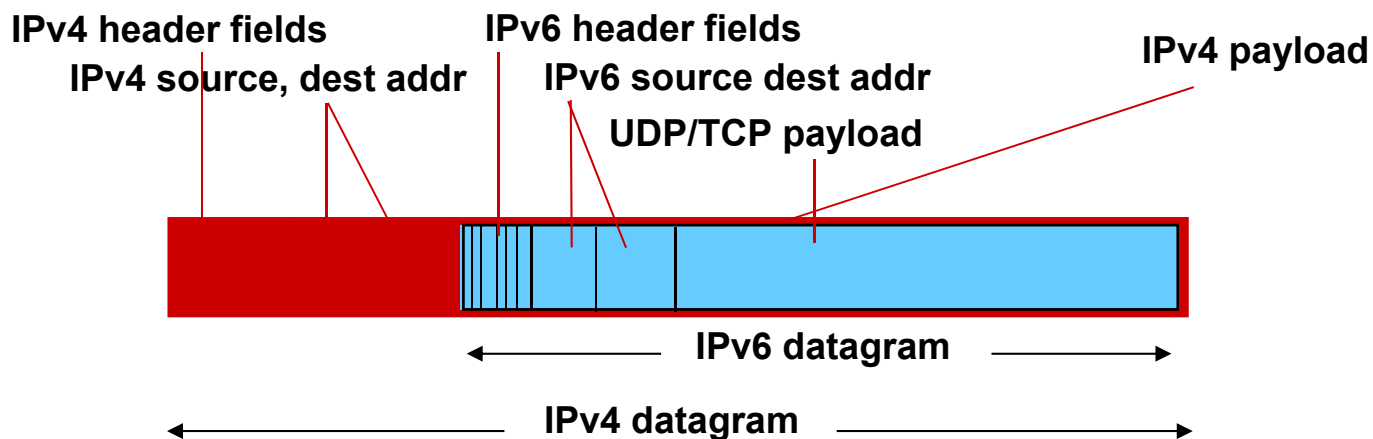 IPv4 header fields
IPv6 header fields
IPv4 payload
IPv4 source, dest addr
IPv6 source dest addr
UDP/TCP payload
IPv6 datagram
IPv4 datagram